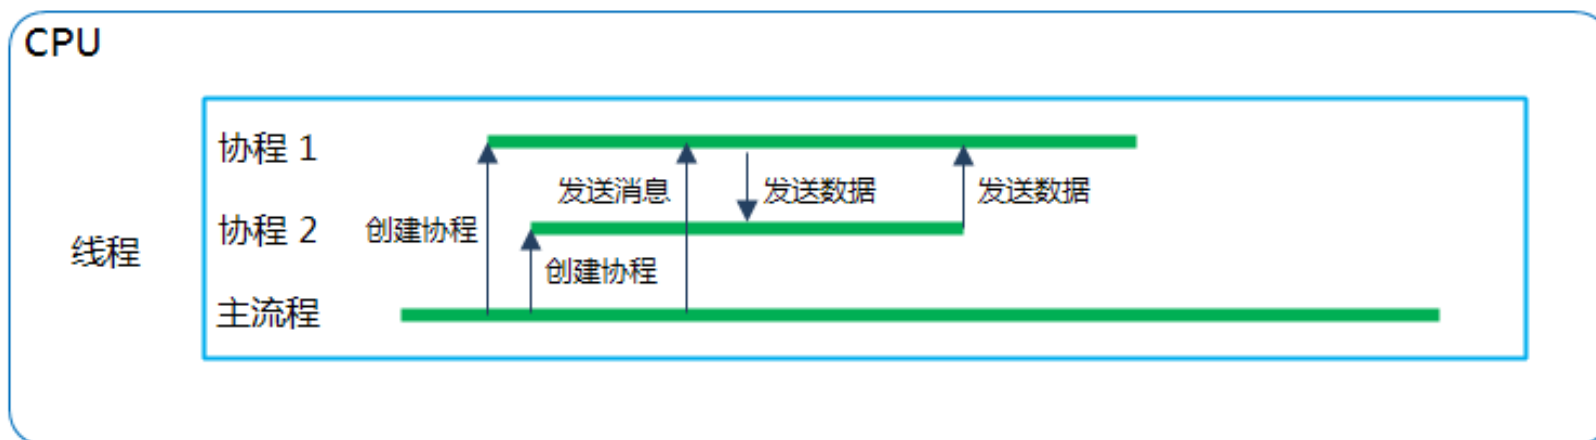 CPU
协程 1
发送消息
发送数据
发送数据
协程 2
创建协程
线程
创建协程
主流程